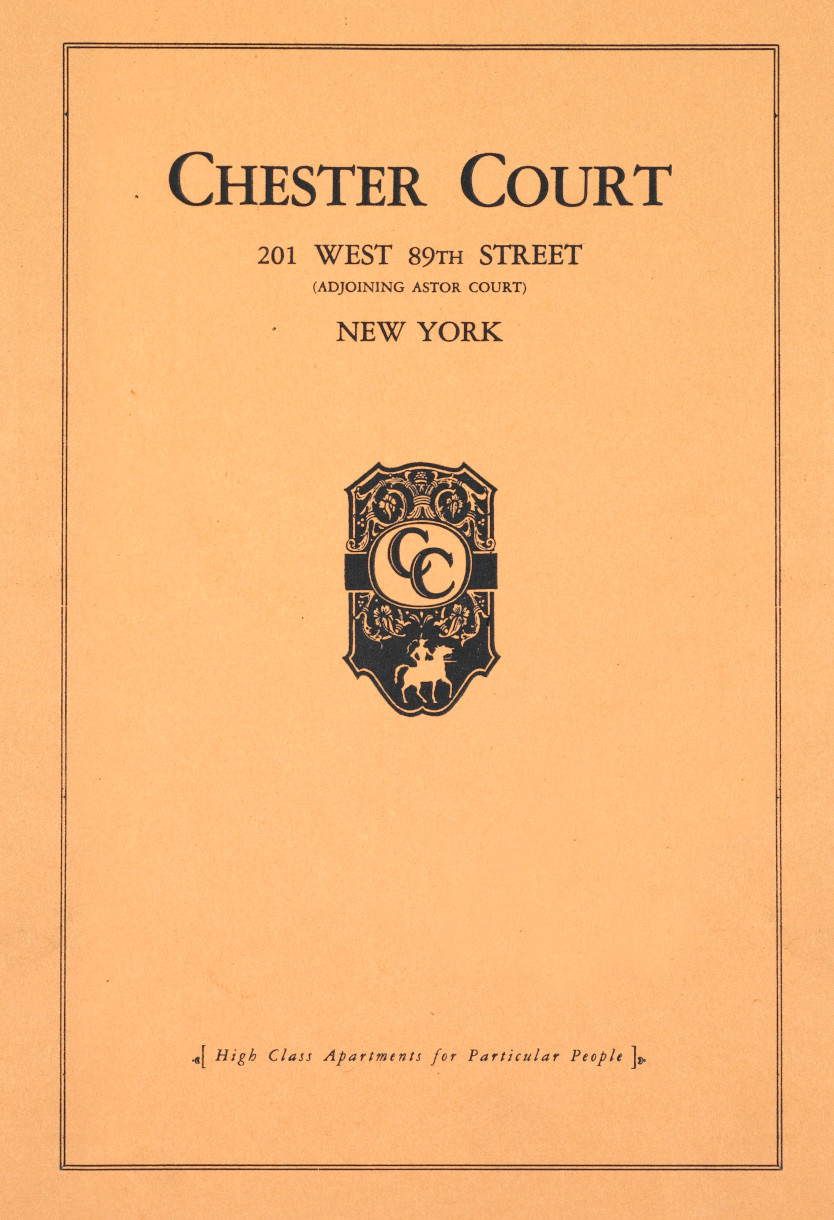 CHESTER COURT
201 WEST 89TH STREET
(ADJOINING ASTOR COURT)
NEW YORK
CC
[ High Class Apartments for Particular People ]